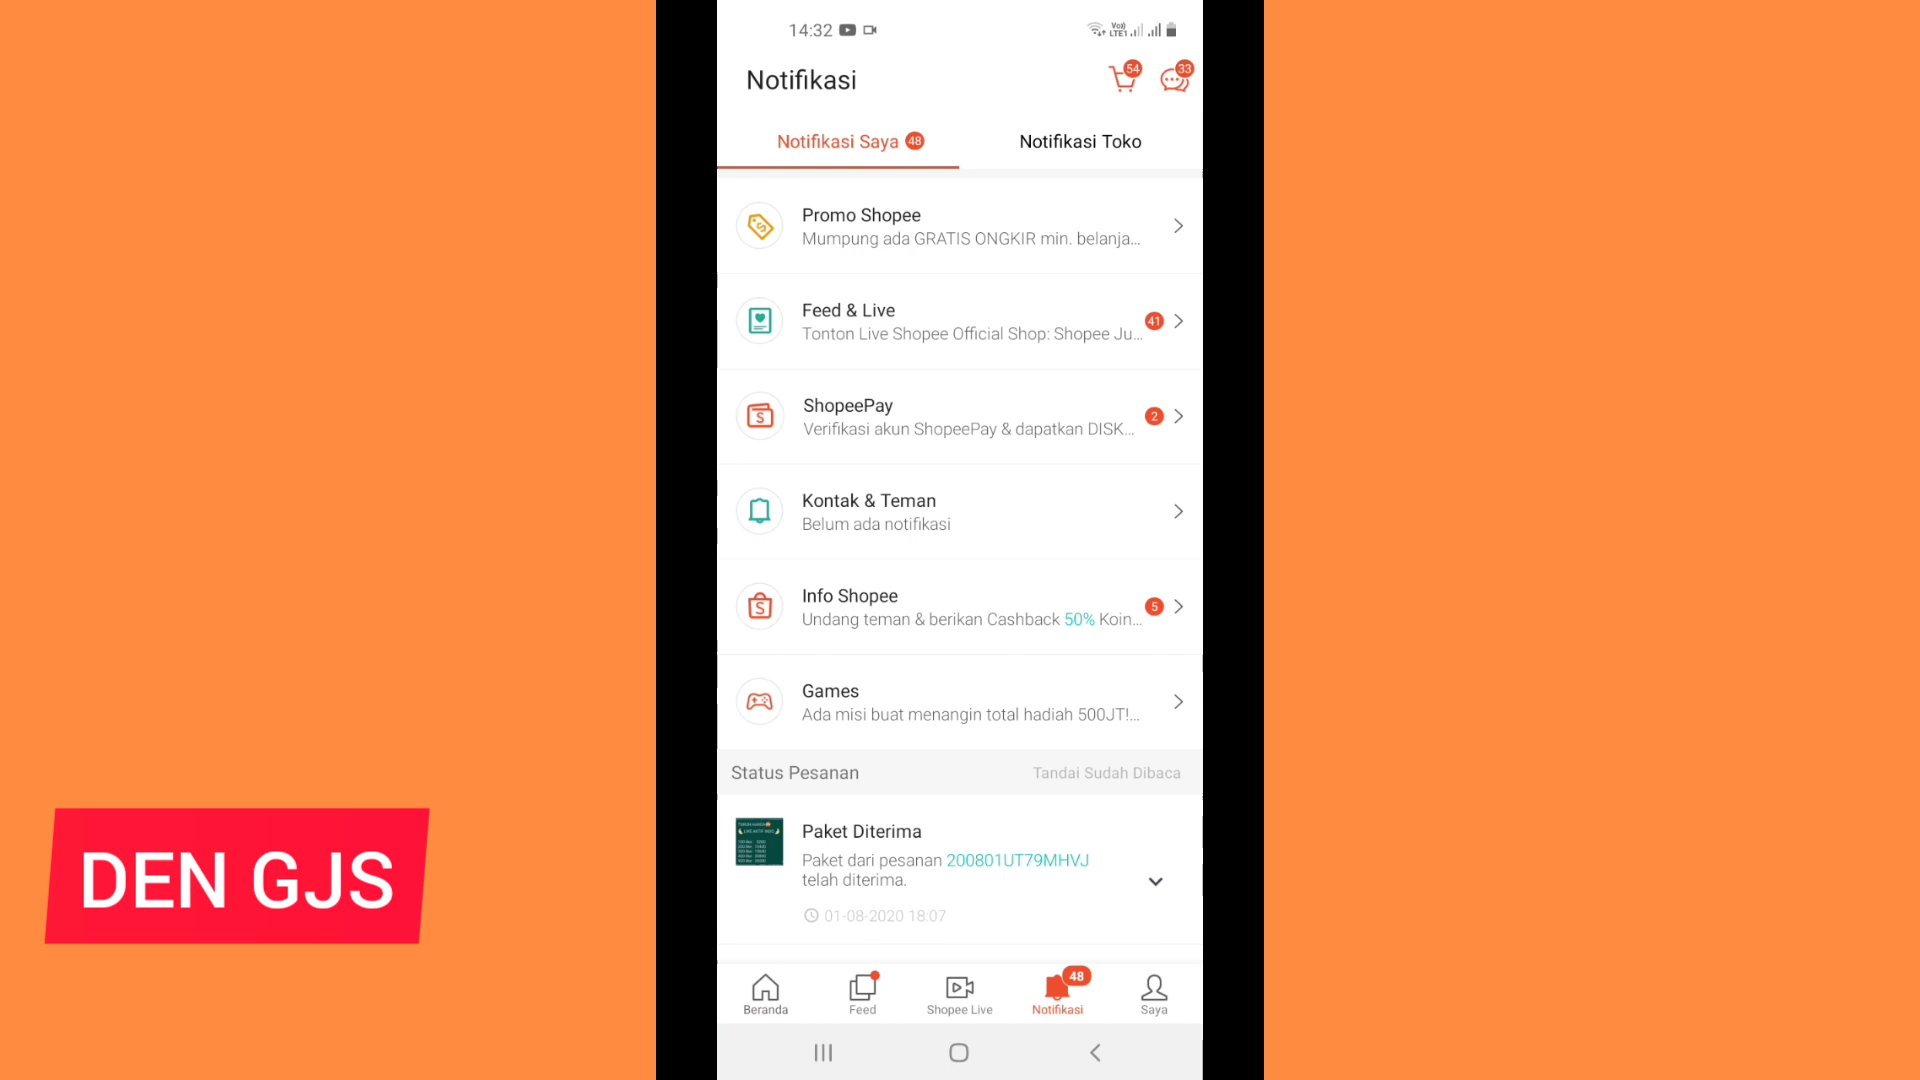 14:32
Vo))
LTE1
Notifikasi
54
33
Notifikasi Saya 48
Notifikasi Toko
Promo Shopee
Mumpung ada GRATIS ONGKIR min. belanja...
Feed & Live
Tonton Live Shopee Official Shop: Shopee Ju...
41
ShopeePay
Verifikasi akun ShopeePay & dapatkan DISK...
2
Kontak & Teman
Belum ada notifikasi
Info Shopee
Undang teman & berikan Cashback 50% Koin...
5
Games
Ada misi buat menangin total hadiah 500JT!...
Status Pesanan
Tandai Sudah Dibaca
Paket Diterima
Paket dari pesanan 200801UT79MHVJ
telah diterima.
01-08-2020 18:07
DEN GJS
48
Beranda
Feed
Shopee Live
Notifikasi
Saya